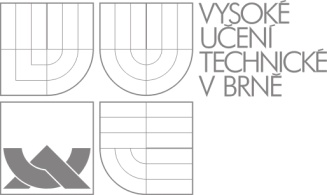 VYSOKÉ
UČENÍ
TECHNICKÉ
V BRNĚ